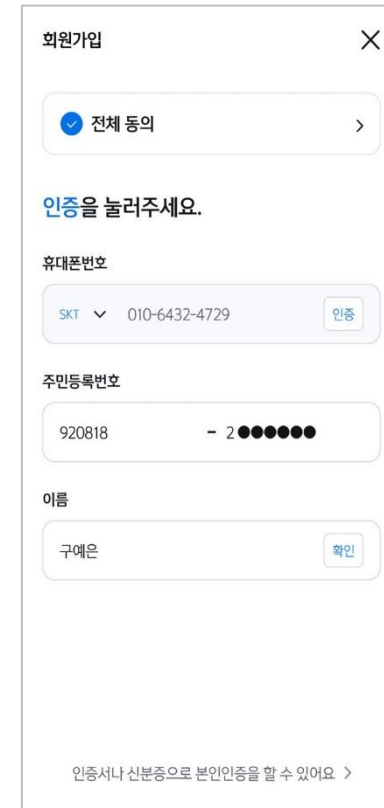 회원가입
전체 동의
인증을 눌러주세요.
휴대폰번호
SKT 010-6432-4729 인증
주민등록번호
920818 - 2●●●●●●
이름
구예은 확인
인증서나 신분증으로 본인인증을 할 수 있어요 >